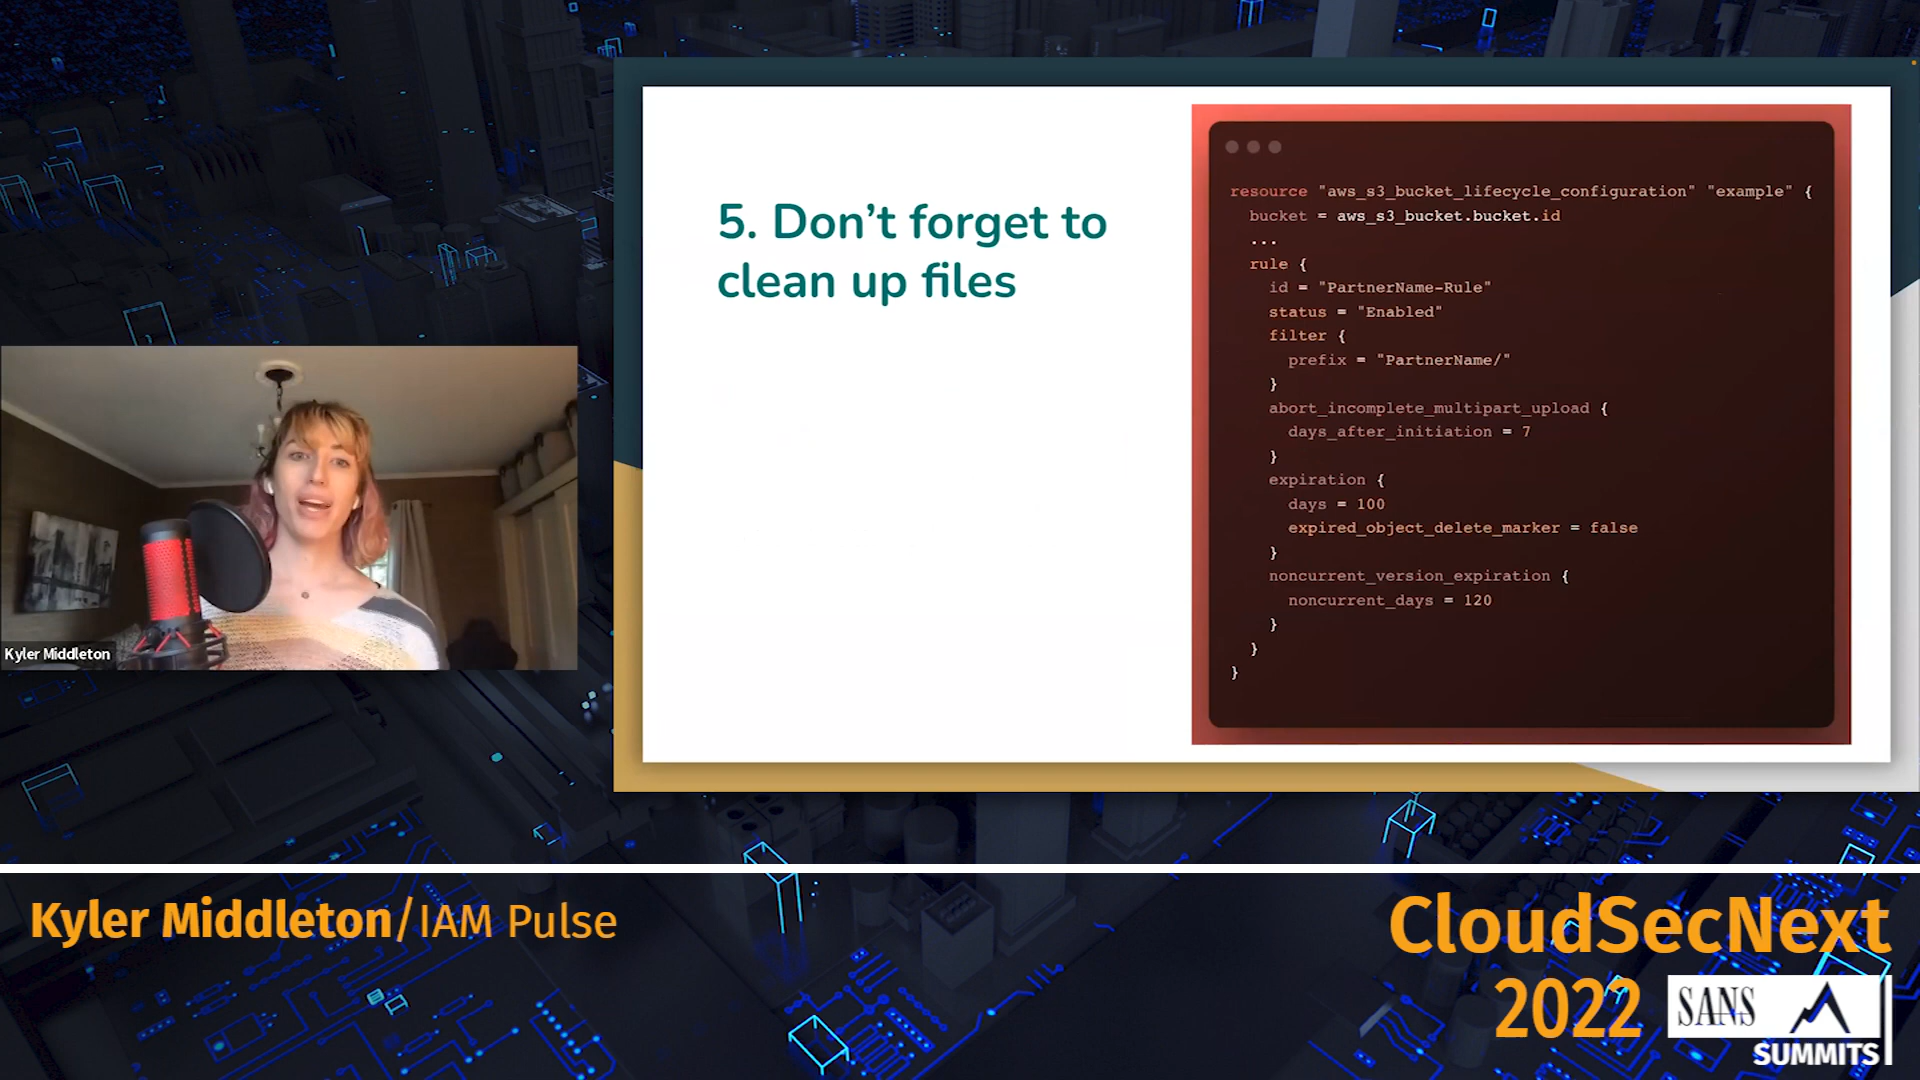 5. Don’t forget to
clean up files
resource "aws_s3_bucket_lifecycle_configuration" "example" {
bucket = aws_s3_bucket.bucket.id
...
rule {
id = "PartnerName-Rule"
status = "Enabled"
filter {
prefix = "PartnerName/"
}
abort_incomplete_multipart_upload {
days_after_initiation = 7
}
expiration {
days = 100
expired_object_delete_marker = false
}
noncurrent_version_expiration {
noncurrent_days = 120
}
}
}
Kyler Middleton
Kyler Middleton/IAM Pulse
CloudSecNext
2022
SANS
SUMMITS